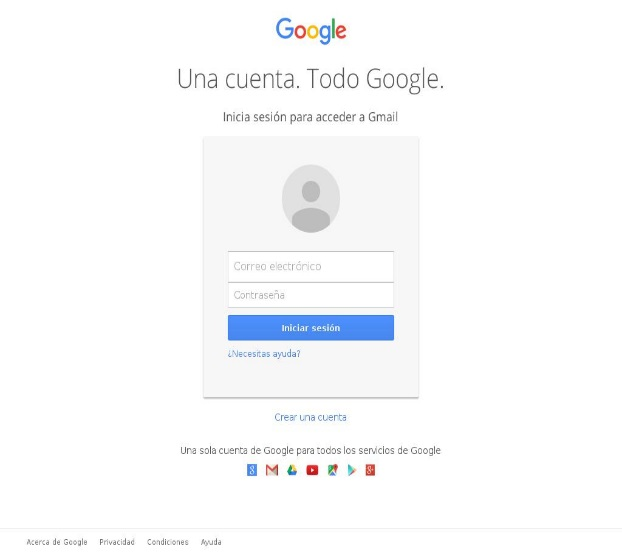 Google
Una cuenta. Todo Google.
Inicia sesión para acceder a Gmail
Correo electrónico
Contraseña
Iniciar sesión
¿Necesitas ayuda?
Crear una cuenta
Una sola cuenta de Google para todos los servicios de Google
Acerca de Google Privacidad Condiciones Ayuda